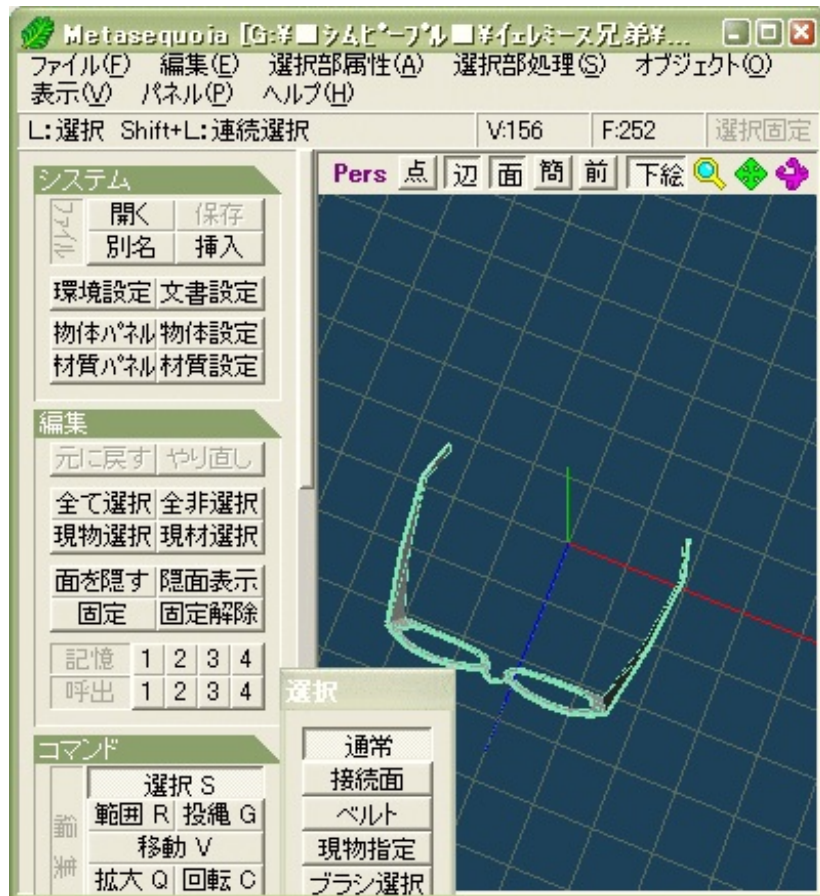 Metasequoia [G:¥■シムピープル■¥イェレミース兄弟¥...
ファイル(F) 編集(E) 選択部属性(A) 選択部処理(S) オブジェクト(O)
表示(V) パネル(P) ヘルプ(H)
L:選択 Shift+L:連続選択 V:156 F:252 選択固定
Pers 点 辺 面 簡 前 下絵
システム
ファイル
開く 保存
別名 挿入
環境設定 文書設定
物体パネル 物体設定
材質パネル 材質設定
編集
元に戻す やり直し
全て選択 全非選択
現物選択 現材選択
面を隠す 隠面表示
固定 固定解除
記憶 1 2 3 4
呼出 1 2 3 4
コマンド
編集
選択 S
範囲 R 投縄 G
移動 V
拡大 Q 回転 C
選択
通常
接続面
ベルト
現物指定
ブラシ選択